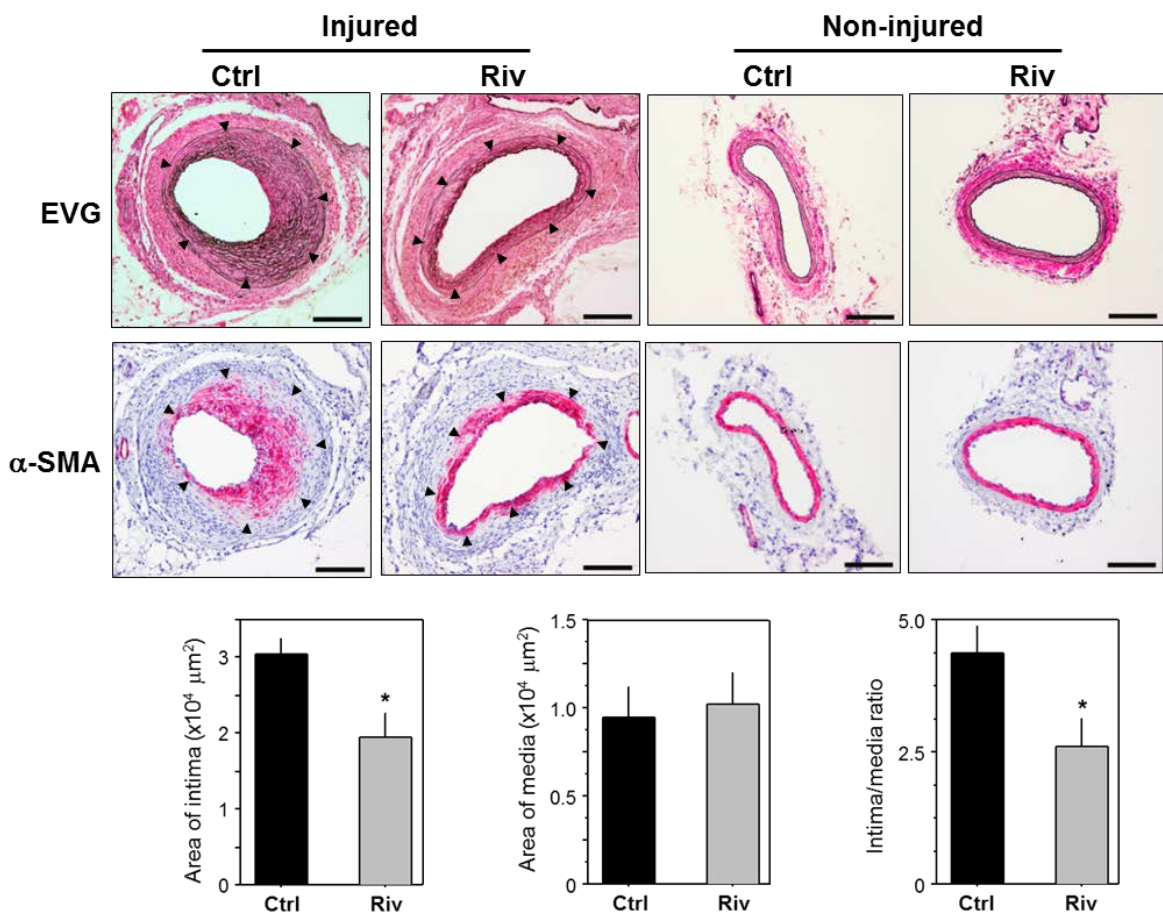 Injured Non-injured
Ctrl Riv Ctrl Riv
EVG
α-SMA
Area of intima (x10⁴ μm²)
3
2
1
0
*
Ctrl Riv
Area of media (x10⁴ μm²)
1.5
1.0
0.5
0
Ctrl Riv
Intima/media ratio
5.0
2.5
0
*
Ctrl Riv